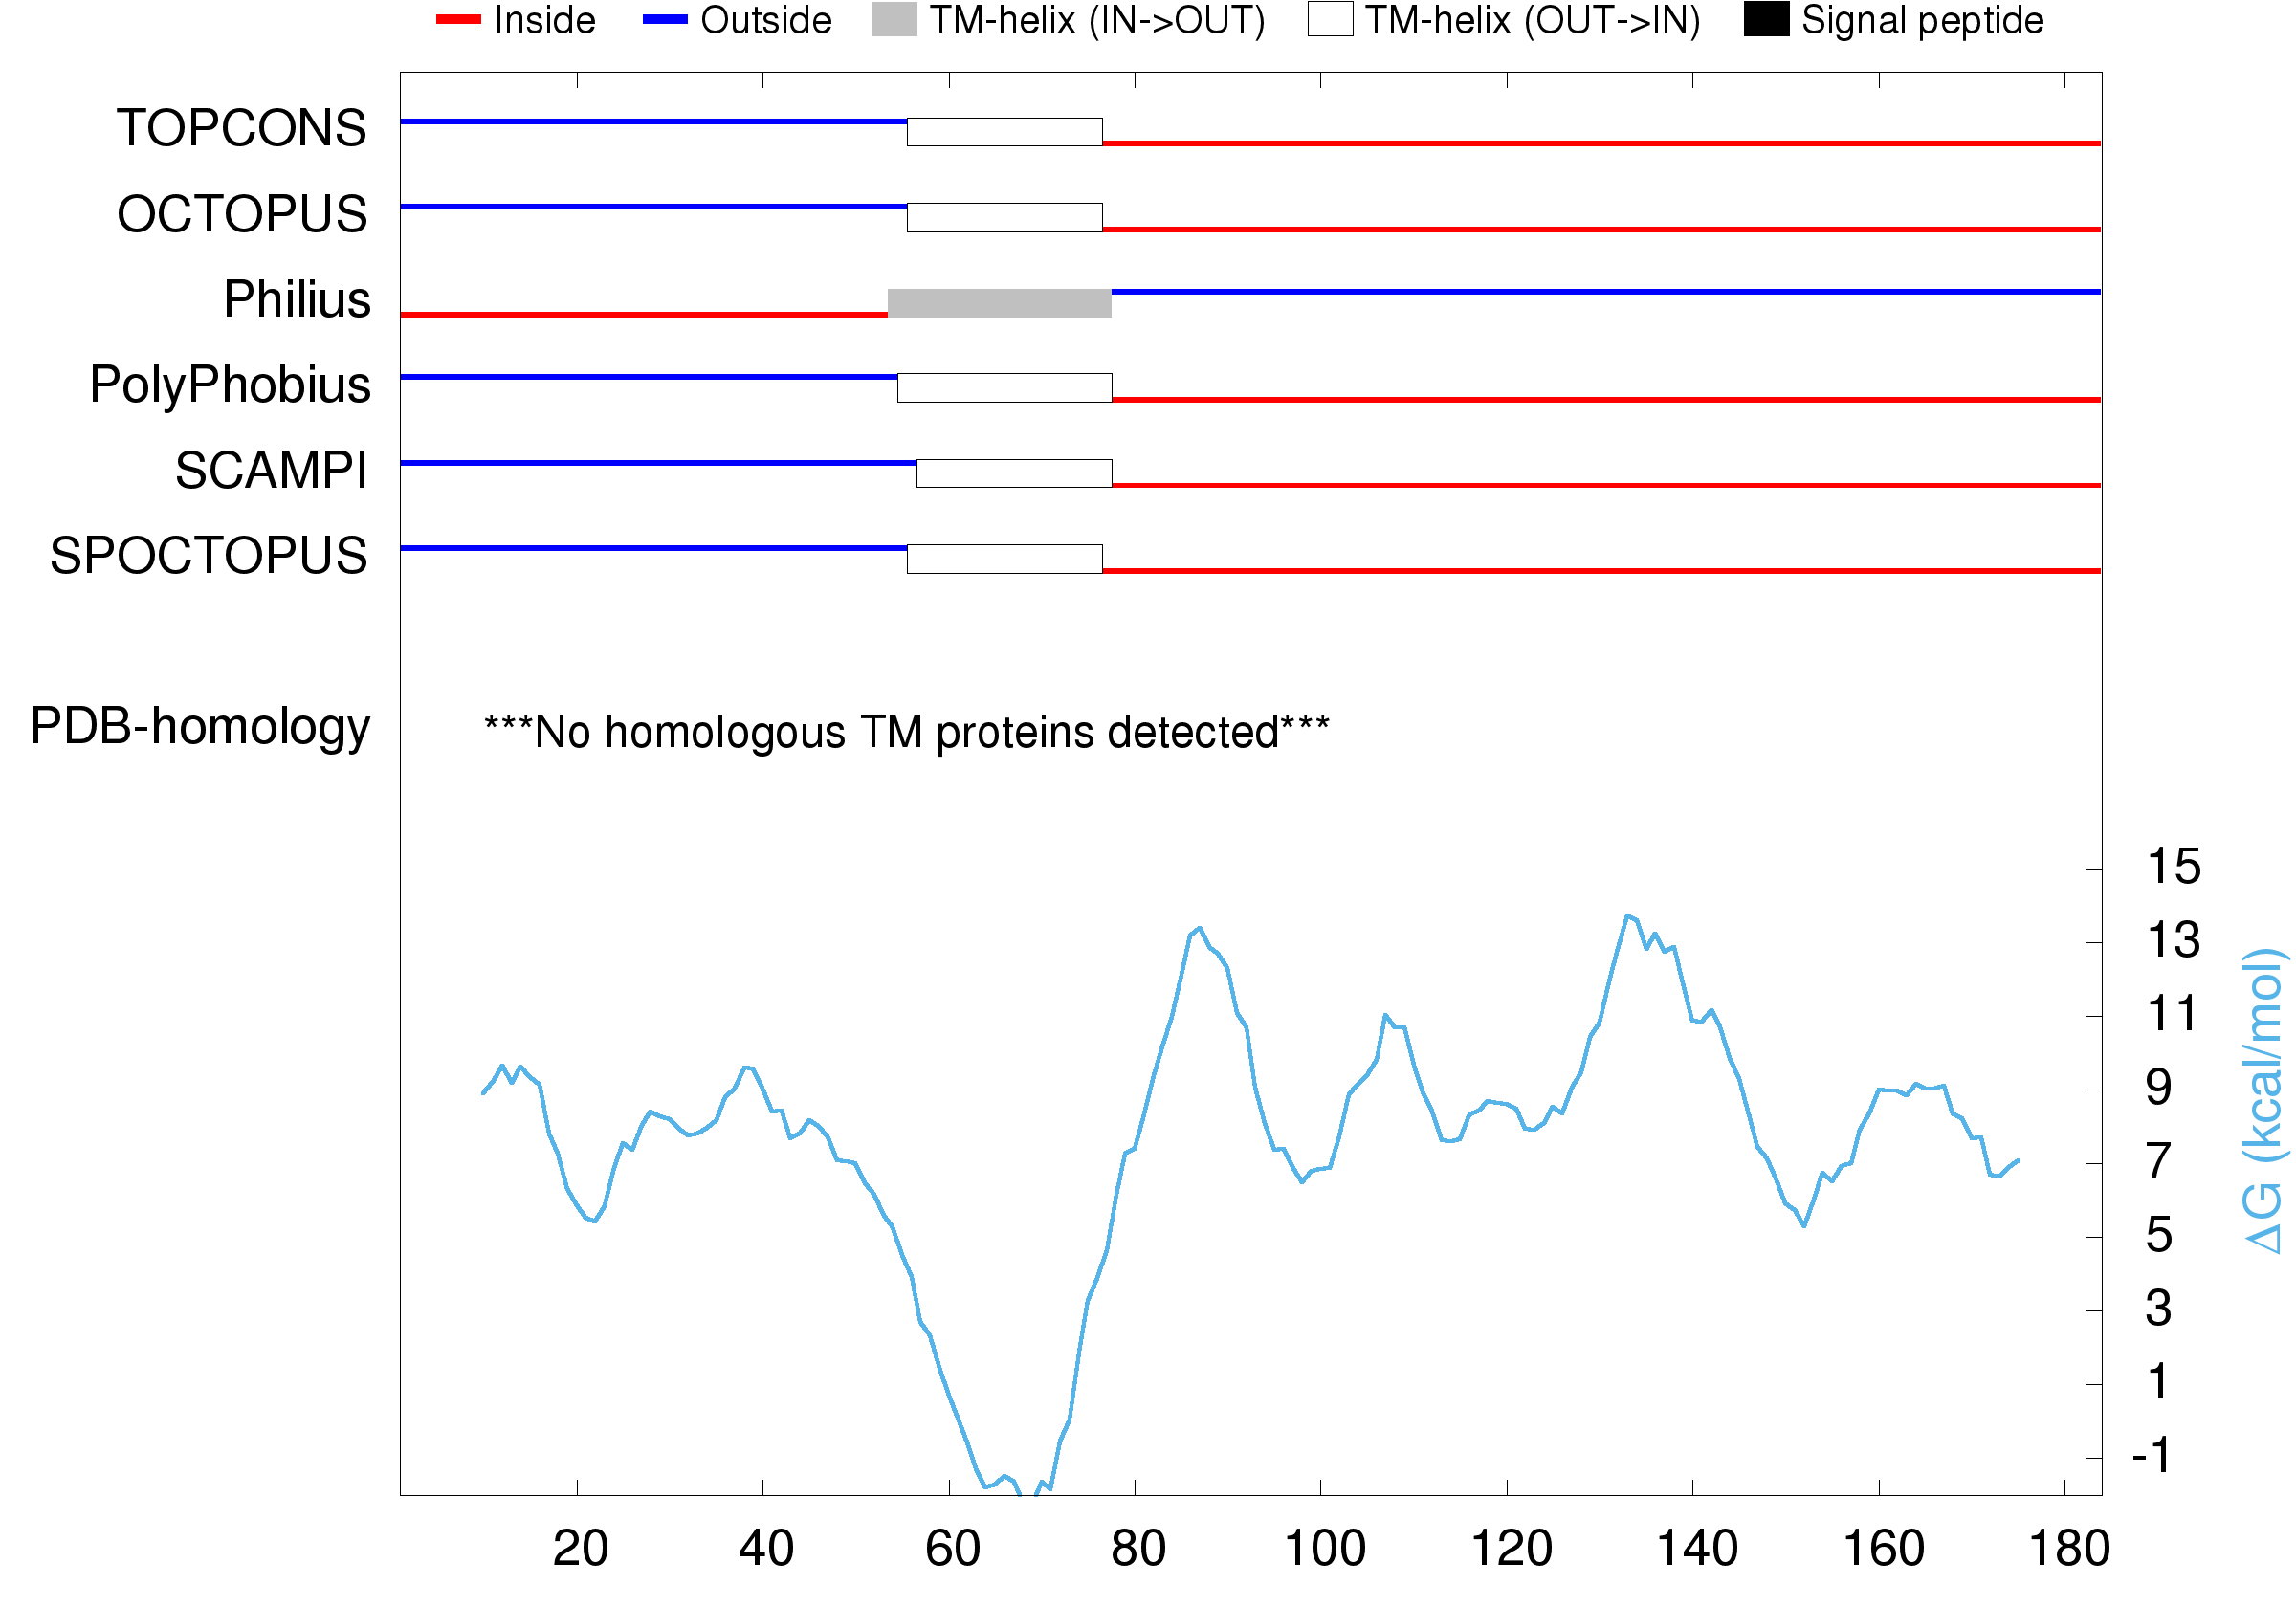 Inside Outside TM-helix (IN->OUT) TM-helix (OUT->IN) Signal peptide
TOPCONS
OCTOPUS
Philius
PolyPhobius
SCAMPI
SPOCTOPUS
PDB-homology ***No homologous TM proteins detected***
15
13
11
9
7
5
3
1
-1
ΔG (kcal/mol)
20 40 60 80 100 120 140 160 180